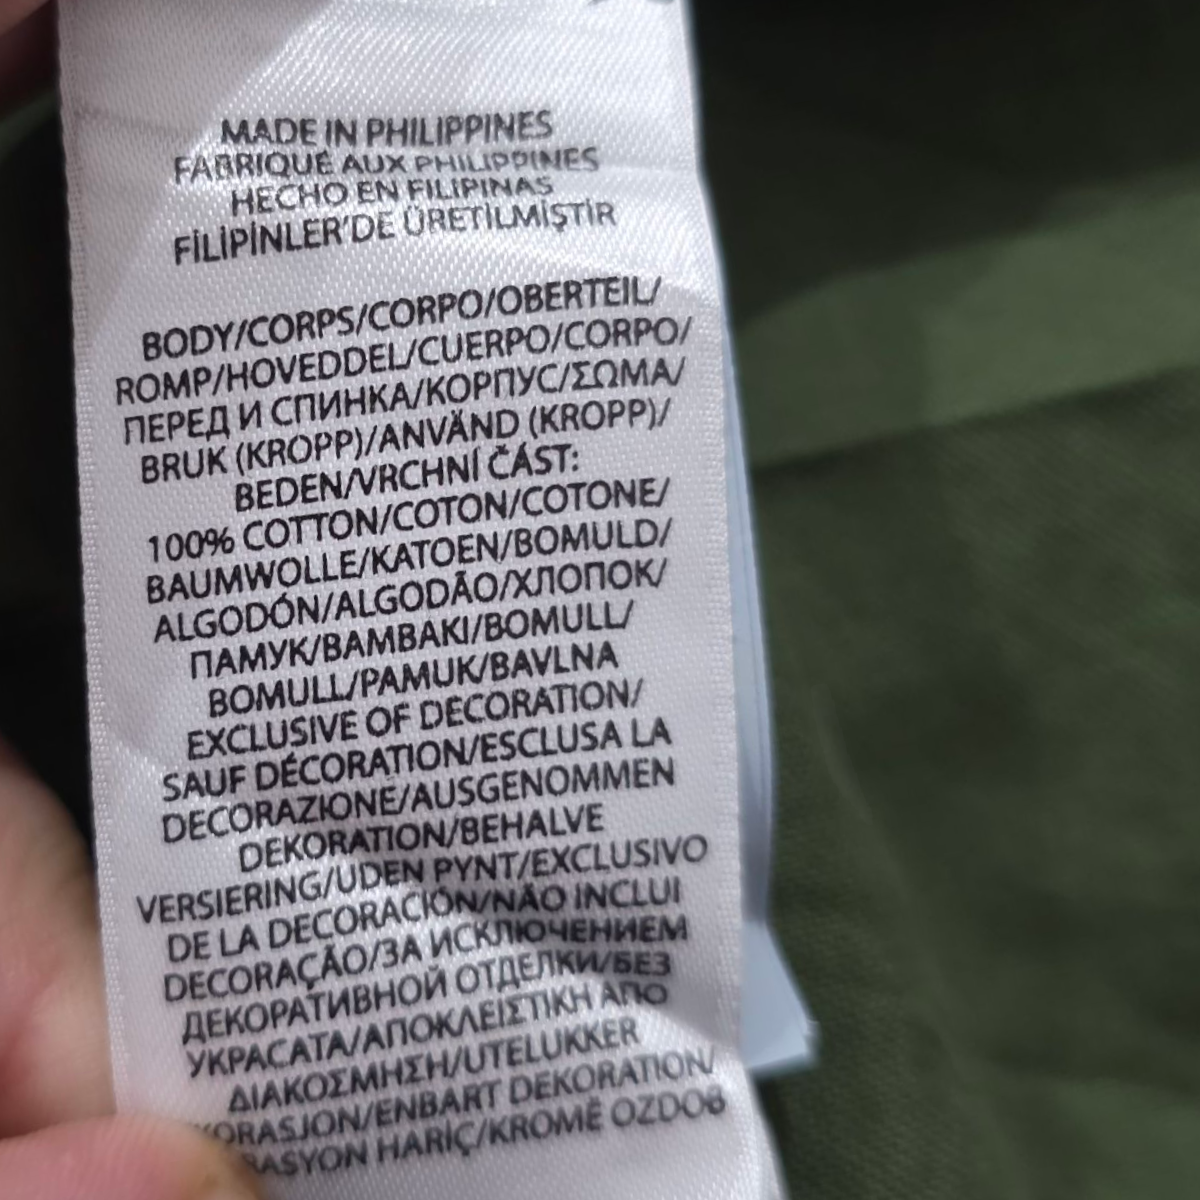 MADE IN PHILIPPINES
FABRIQUÉ AUX PHILIPPINES
HECHO EN FILIPINAS
FİLİPİNLER'DE ÜRETİLMİŞTİR
BODY/CORPS/CORPO/OBERTEIL/
ROMP/HOVEDDEL/CUERPO/CORPO/
ПЕРЕД И СПИНКА/КОРПУС/ΣΩΜΑ/
BRUK (KROPP)/ANVÄND (KROPP)/
BEDEN/VRCHNÍ ČÁST:
100% COTTON/COTON/COTONE/
BAUMWOLLE/KATOEN/BOMULD/
ALGODÓN/ALGODÃO/ХЛОПОК/
ПАМУК/BAMBAKI/BOMULL/
BOMULL/PAMUK/BAVLNA
EXCLUSIVE OF DECORATION/
SAUF DÉCORATION/ESCLUSA LA
DECORAZIONE/AUSGENOMMEN
DEKORATION/BEHALVE
VERSIERING/UDEN PYNT/EXCLUSIVO
DE LA DECORACIÓN/NÃO INCLUI
DECORAÇÃO/ЗА ИСКЛЮЧЕНИЕМ
ДЕКОРАТИВНОЙ ОТДЕЛКИ/БЕЗ
УКРАСАТА/ΑΠΟΚΛΕΙΣΤΙΚΗ ΑΠΟ
ΔΙΑΚΟΣΜΗΣΗ/UTELUKKER
ORASJON/ENBART DEKORATION/
ASYON HARİÇ/KROMĚ OZDOB